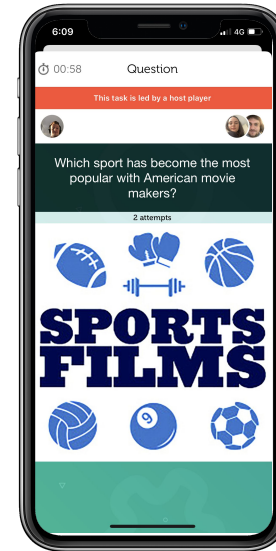 6:09
4G
00:58
Question
This task is led by a host player
Which sport has become the most
popular with American movie
makers?
2 attempts
9
SPORTS
FILMS